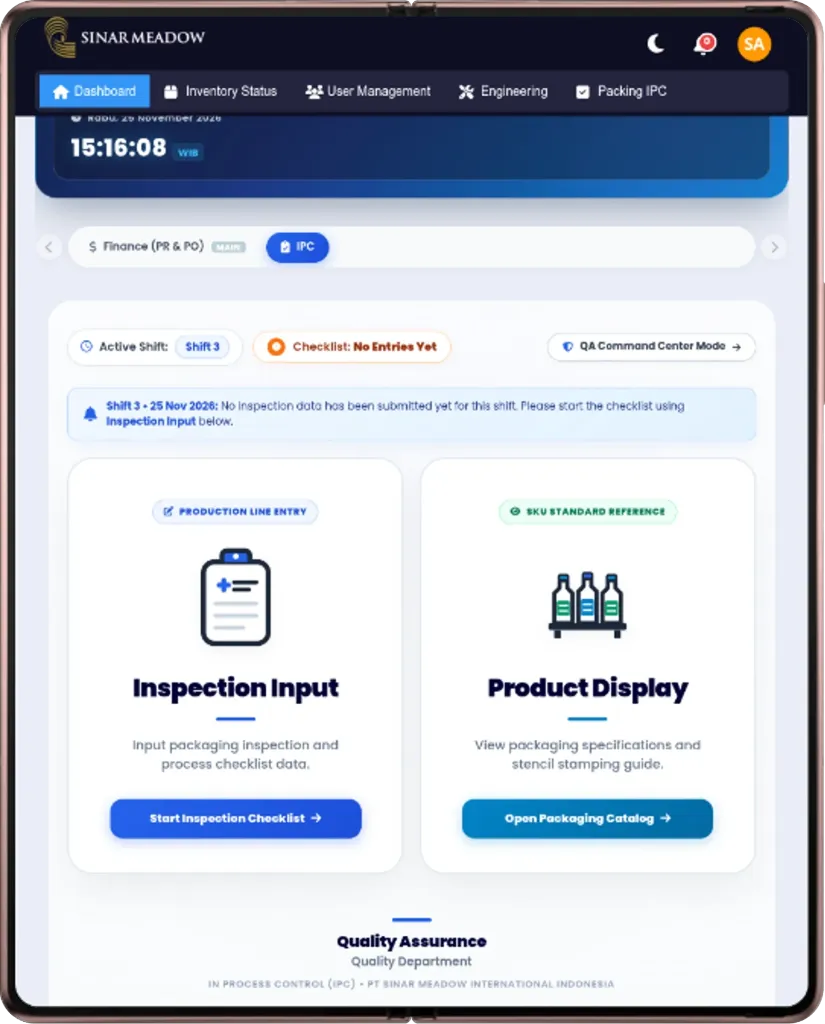 SINAR MEADOW
0
SA
Dashboard
Inventory Status
User Management
Engineering
Packing IPC
Rabu, 25 November 2026
15:16:08 WIB
$ Finance (PR & PO) MAIN
IPC
Active Shift: Shift 3
Checklist: No Entries Yet
QA Command Center Mode →
Shift 3 • 25 Nov 2026: No inspection data has been submitted yet for this shift. Please start the checklist using
Inspection Input below.
PRODUCTION LINE ENTRY
Inspection Input
Input packaging inspection and
process checklist data.
Start Inspection Checklist →
SKU STANDARD REFERENCE
Product Display
View packaging specifications and
stencil stamping guide.
Open Packaging Catalog →
Quality Assurance
Quality Department
IN PROCESS CONTROL (IPC) • PT SINAR MEADOW INTERNATIONAL INDONESIA